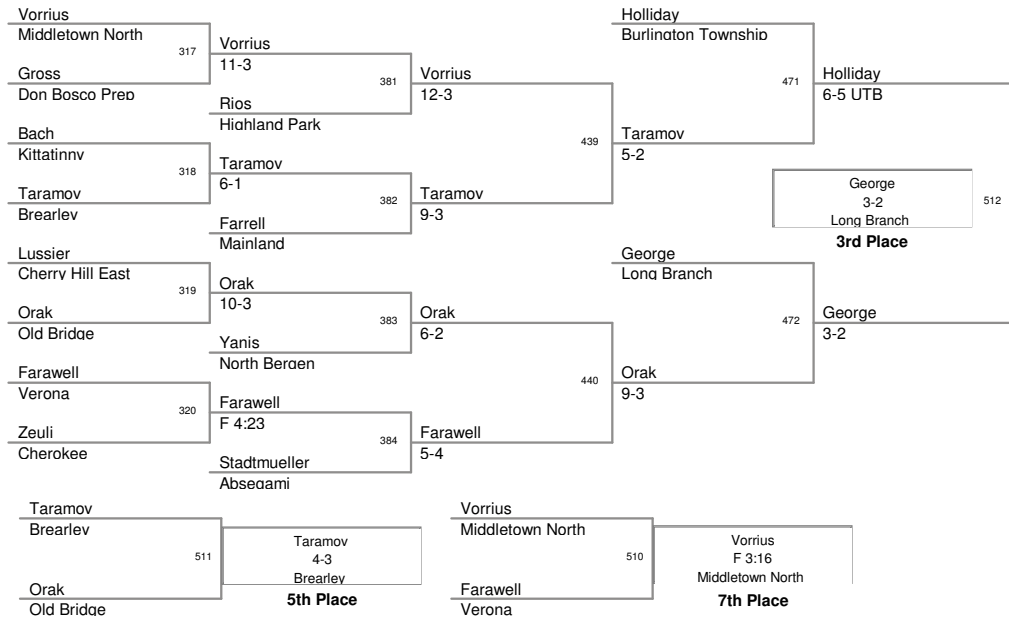 Vorrius
Middletown North
317
Gross
Don Bosco Prep
Bach
Kittatinny
318
Taramov
Brearley
Lussier
Cherry Hill East
319
Orak
Old Bridge
Farawell
Verona
320
Zeuli
Cherokee
Vorrius
11-3
381
Rios
Highland Park
Taramov
6-1
382
Farrell
Mainland
Orak
10-3
383
Yanis
North Bergen
Farawell
F 4:23
384
Stadtmueller
Absegami
Vorrius
12-3
439
Taramov
9-3
Orak
6-2
440
Farawell
5-4
Holliday
Burlington Township
471
Taramov
5-2
George
Long Branch
472
Orak
9-3
Holliday
6-5 UTB
George
3-2
Long Branch
512
3rd Place
George
3-2
Taramov
Brearley
511
Orak
Old Bridge
Taramov
4-3
Brearley
5th Place
Vorrius
Middletown North
510
Farawell
Verona
Vorrius
F 3:16
Middletown North
7th Place